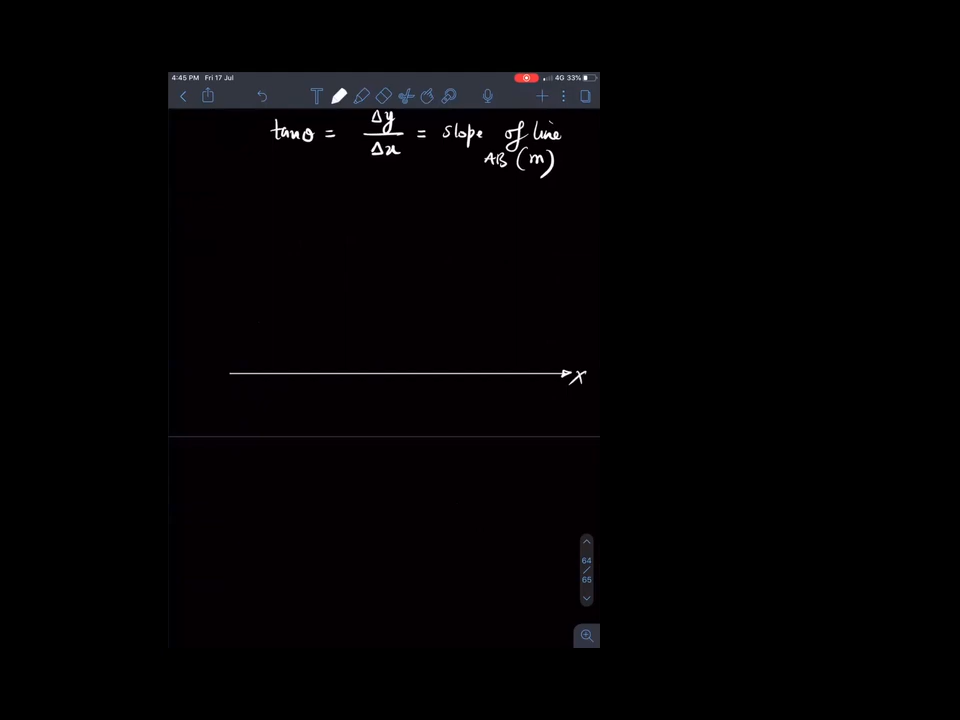 4:45 PM Fri 17 Jul 4G 33%
T
tanθ = Δy/Δx = slope of line
AB (m)
X
64
/
65